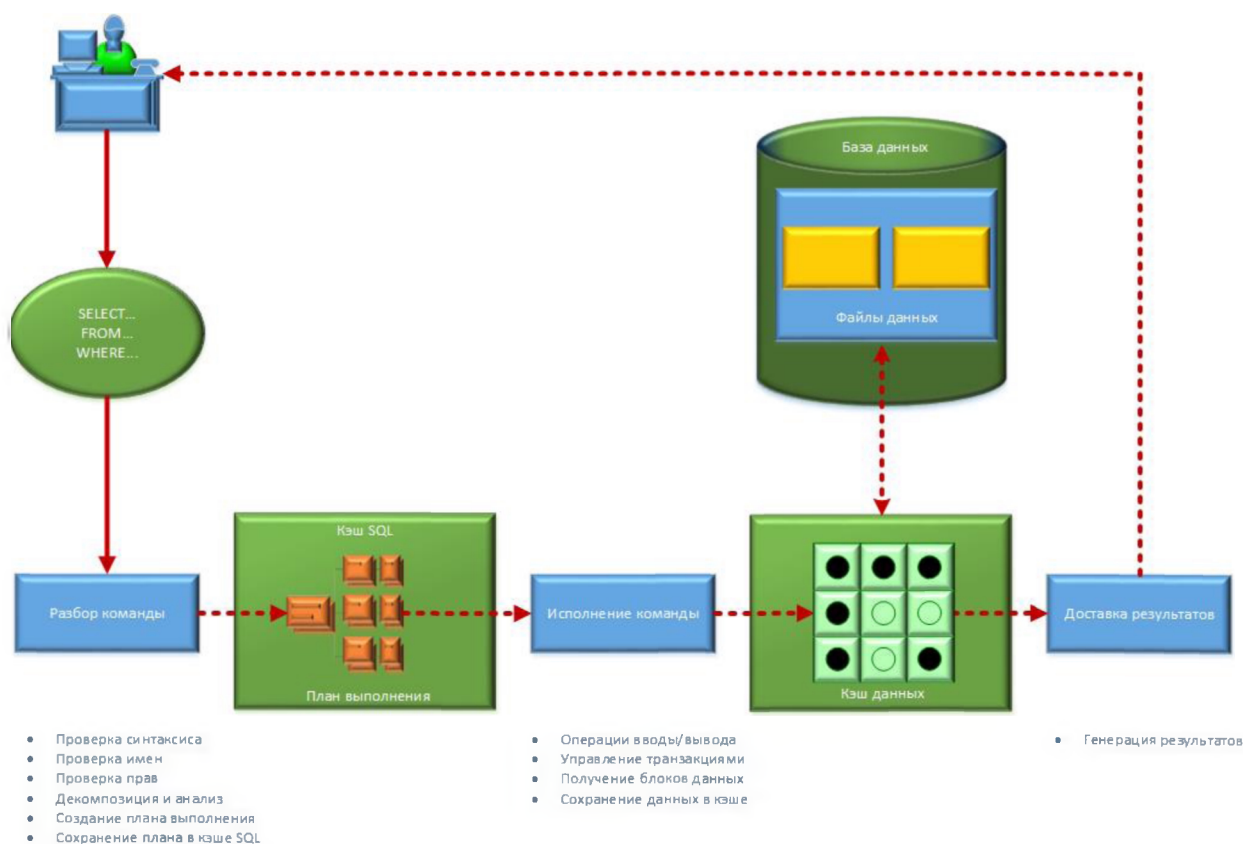 База данных
Файлы данных
SELECT...
FROM...
WHERE...
Разбор команды
Кэш SQL
План выполнения
Исполнение команды
Кэш данных
Доставка результатов
• Проверка синтаксиса
• Проверка имен
• Проверка прав
• Декомпозиция и анализ
• Создание плана выполнения
• Сохранение плана в кэше SQL
• Операции вводы/вывода
• Управление транзакциями
• Получение блоков данных
• Сохранение данных в кэше
• Генерация результатов